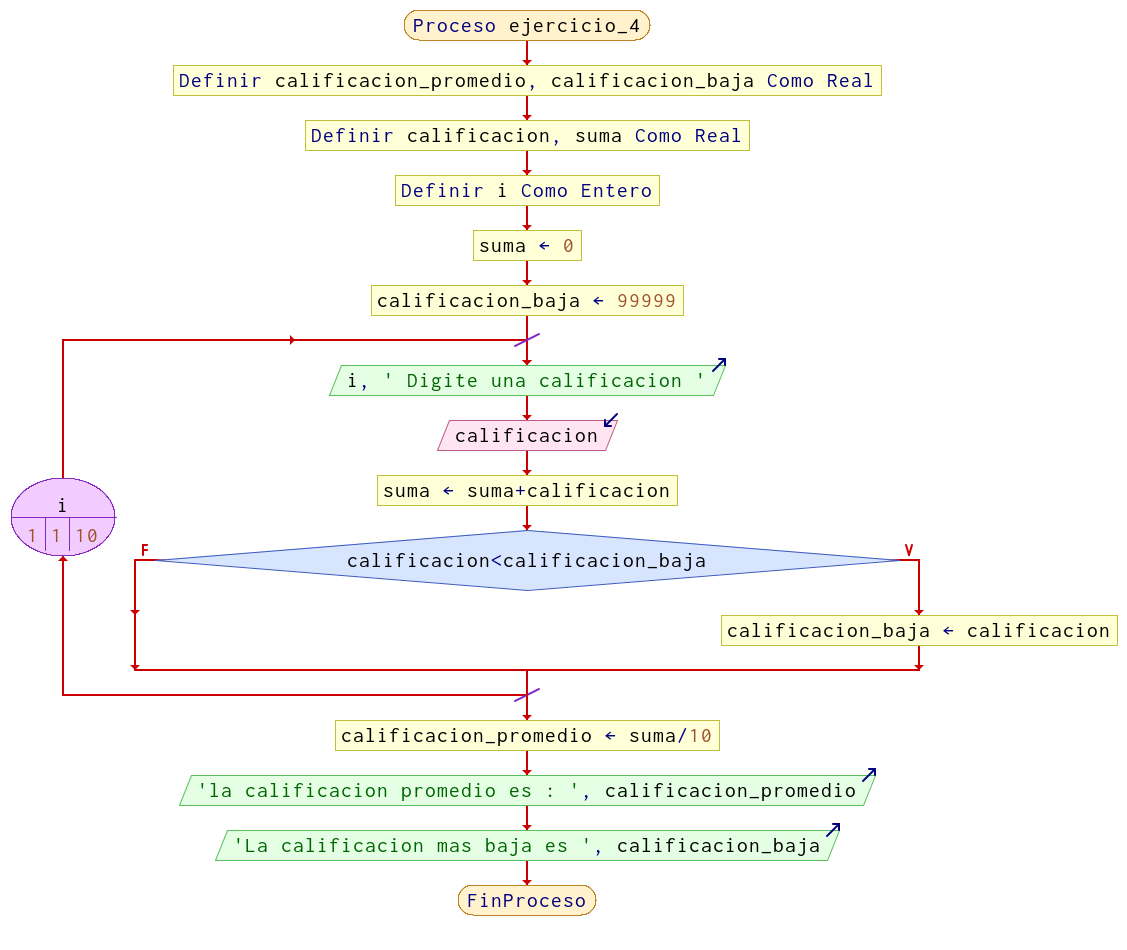 Proceso ejercicio_4
Definir calificacion_promedio, calificacion_baja Como Real
Definir calificacion, suma Como Real
Definir i Como Entero
suma ← 0
calificacion_baja ← 99999
i, ' Digite una calificacion '
calificacion
suma ← suma+calificacion
i
1 1 10
F
calificacion<calificacion_baja
V
calificacion_baja ← calificacion
calificacion_promedio ← suma/10
'la calificacion promedio es : ', calificacion_promedio
'La calificacion mas baja es ', calificacion_baja
FinProceso